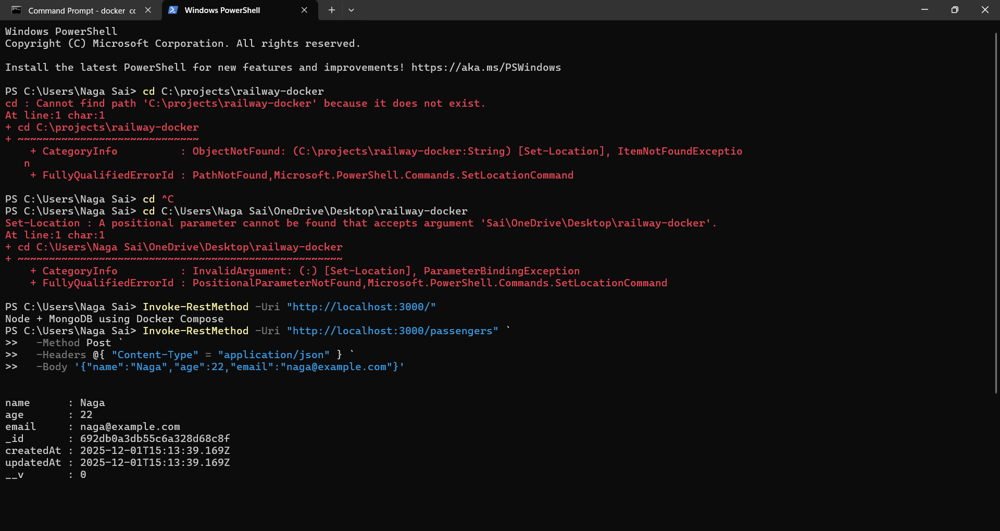 Command Prompt - docker cc
Windows PowerShell
Windows PowerShell
Copyright (C) Microsoft Corporation. All rights reserved.
Install the latest PowerShell for new features and improvements! https://aka.ms/PSWindows
PS C:\Users\Naga Sai> cd C:\projects\railway-docker
cd : Cannot find path 'C:\projects\railway-docker' because it does not exist.
At line:1 char:1
+ cd C:\projects\railway-docker
+ ~~~~~~~~~~~~~~~~~~~~~~~~~~~~~
    + CategoryInfo          : ObjectNotFound: (C:\projects\railway-docker:String) [Set-Location], ItemNotFoundExceptio
   n
    + FullyQualifiedErrorId : PathNotFound,Microsoft.PowerShell.Commands.SetLocationCommand
PS C:\Users\Naga Sai> cd ^C
PS C:\Users\Naga Sai> cd C:\Users\Naga Sai\OneDrive\Desktop\railway-docker
Set-Location : A positional parameter cannot be found that accepts argument 'Sai\OneDrive\Desktop\railway-docker'.
At line:1 char:1
+ cd C:\Users\Naga Sai\OneDrive\Desktop\railway-docker
+ ~~~~~~~~~~~~~~~~~~~~~~~~~~~~~~~~~~~~~~~~~~~~~~~~~~~~
    + CategoryInfo          : InvalidArgument: (:) [Set-Location], ParameterBindingException
    + FullyQualifiedErrorId : PositionalParameterNotFound,Microsoft.PowerShell.Commands.SetLocationCommand
PS C:\Users\Naga Sai> Invoke-RestMethod -Uri "http://localhost:3000/"
Node + MongoDB using Docker Compose
PS C:\Users\Naga Sai> Invoke-RestMethod -Uri "http://localhost:3000/passengers" `
>>   -Method Post `
>>   -Headers @{ "Content-Type" = "application/json" } `
>>   -Body '{"name":"Naga","age":22,"email":"naga@example.com"}'
name      : Naga
age       : 22
email     : naga@example.com
_id       : 692db0a3db55c6a328d68c8f
createdAt : 2025-12-01T15:13:39.169Z
updatedAt : 2025-12-01T15:13:39.169Z
__v       : 0